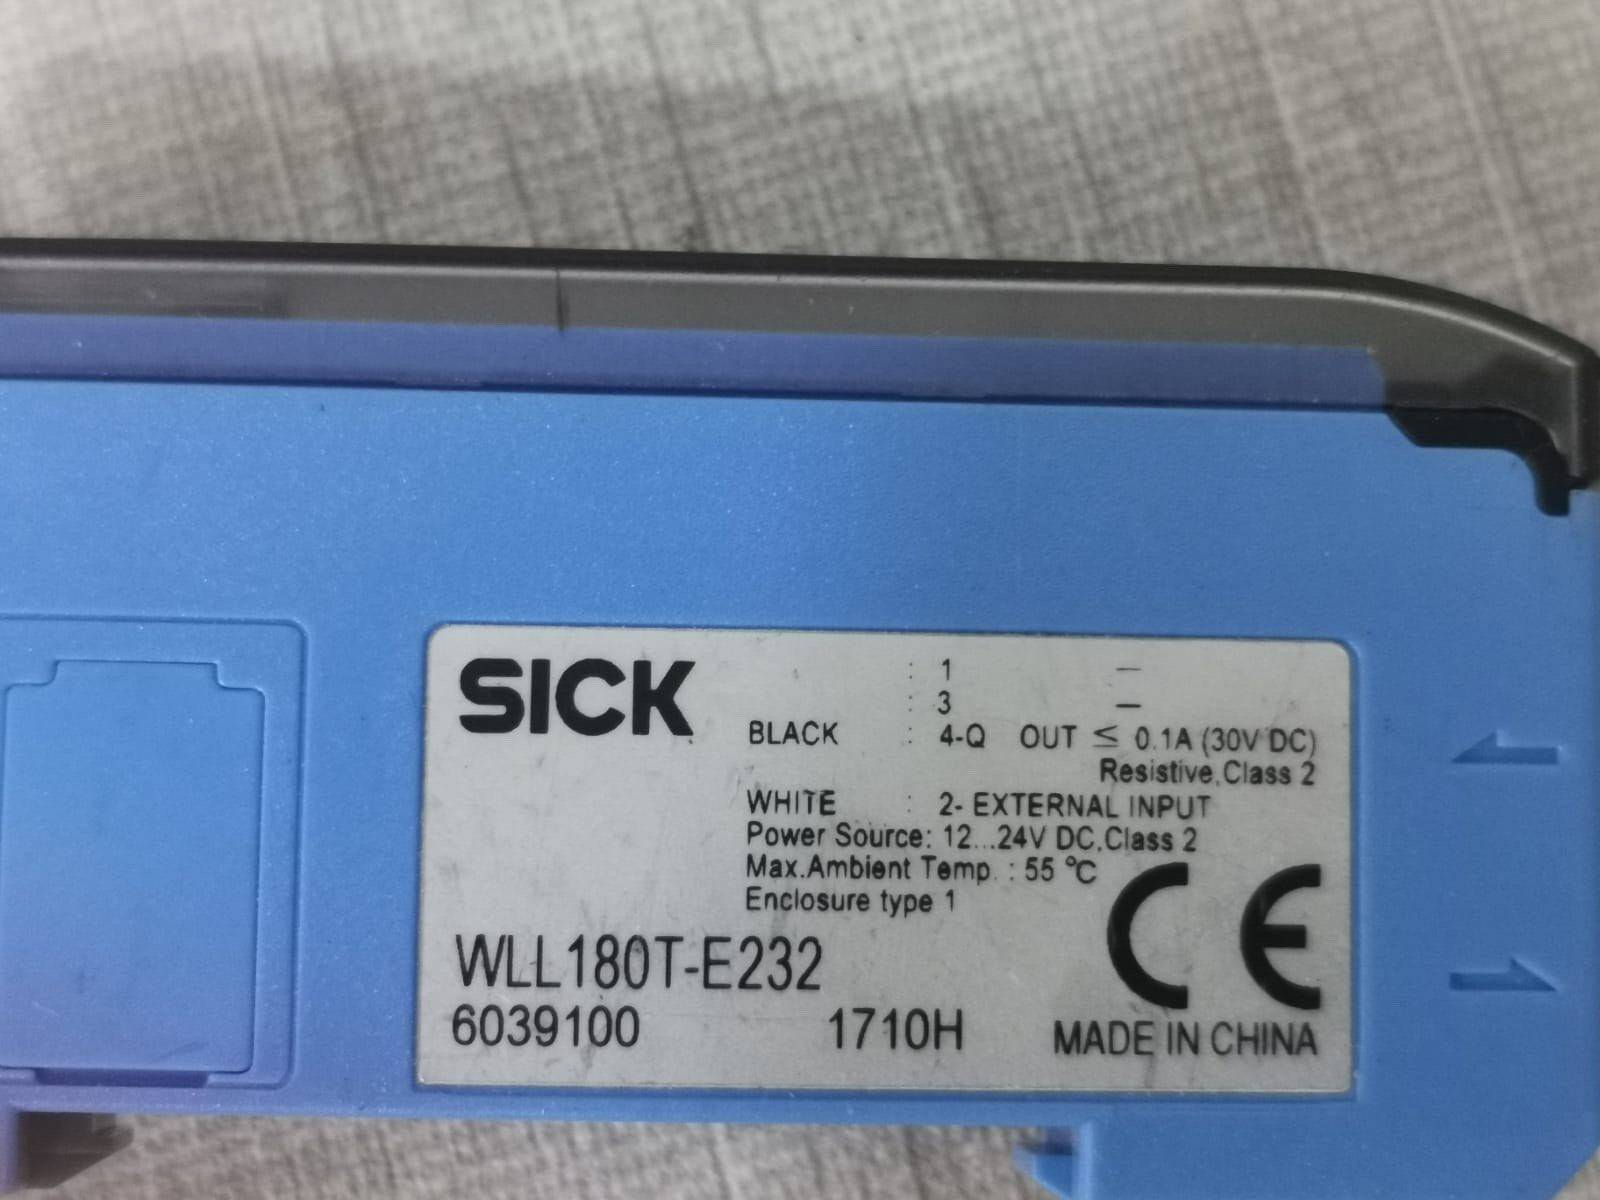 SICK
: 1 —
: 3 —
BLACK : 4-Q OUT ≤ 0.1A (30V DC)
Resistive,Class 2
WHITE : 2- EXTERNAL INPUT
Power Source: 12...24V DC,Class 2
Max.Ambient Temp. : 55 °C
Enclosure type 1
CE
WLL180T-E232
6039100 1710H MADE IN CHINA